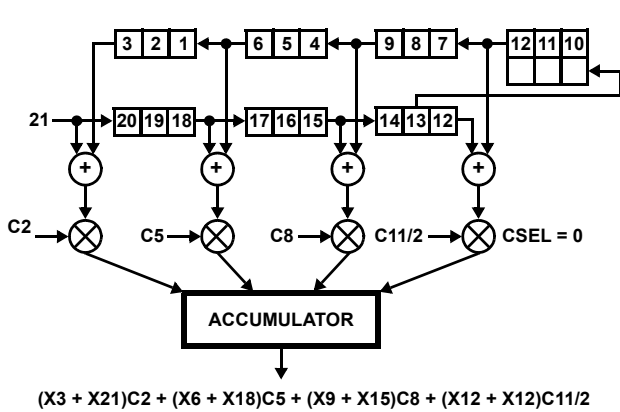 3 2 1 6 5 4 9 8 7 12 11 10
21 20 19 18 17 16 15 14 13 12
+ + + +
C2 C5 C8 C11/2 CSEL = 0
ACCUMULATOR
(X3 + X21)C2 + (X6 + X18)C5 + (X9 + X15)C8 + (X12 + X12)C11/2